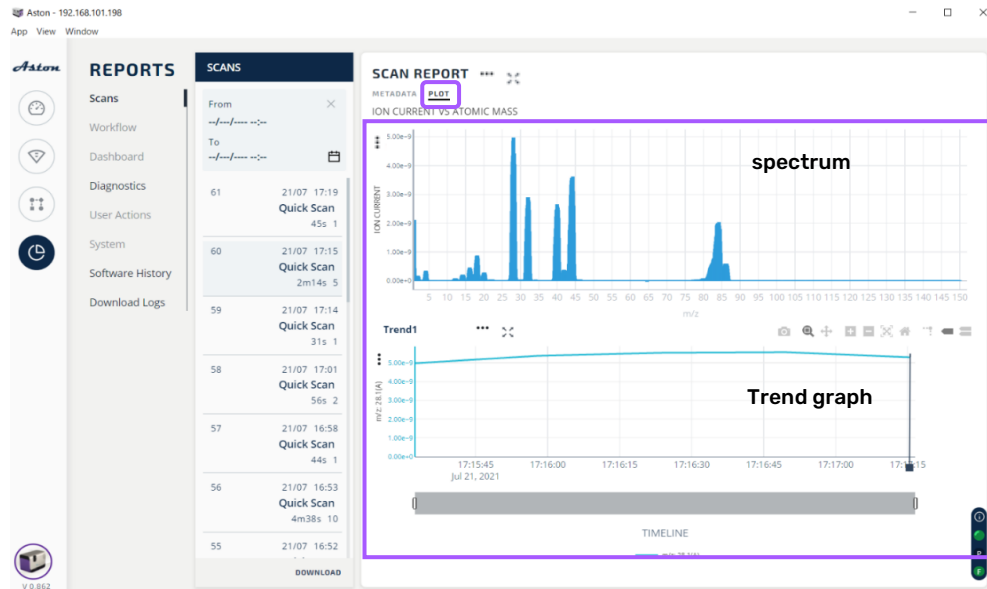 Aston - 192.168.101.198
App View Window
Aston
REPORTS
Scans
Workflow
Dashboard
Diagnostics
User Actions
System
Software History
Download Logs
V 0.862
SCANS
From
--/---/---- --:--
To
--/---/---- --:--
61 21/07 17:19
Quick Scan
45s 1
60 21/07 17:15
Quick Scan
2m14s 5
59 21/07 17:14
Quick Scan
31s 1
58 21/07 17:01
Quick Scan
56s 2
57 21/07 16:58
Quick Scan
44s 1
56 21/07 16:53
Quick Scan
4m38s 10
55 21/07 16:52
DOWNLOAD
SCAN REPORT
METADATA PLOT
ION CURRENT VS ATOMIC MASS
spectrum
ION CURRENT
5.00e-9
4.00e-9
3.00e-9
2.00e-9
1.00e-9
0.00e+0
5 10 15 20 25 30 35 40 45 50 55 60 65 70 75 80 85 90 95 100 105 110 115 120 125 130 135 140 145 150
m/z
Trend1
Trend graph
m/z: 28.1(A)
5.00e-9
4.00e-9
3.00e-9
2.00e-9
1.00e-9
0.00e+0
17:15:45 17:16:00 17:16:15 17:16:30 17:16:45 17:17:00 17:17:15
Jul 21, 2021
TIMELINE
m/z: 28.1(A)
P
F